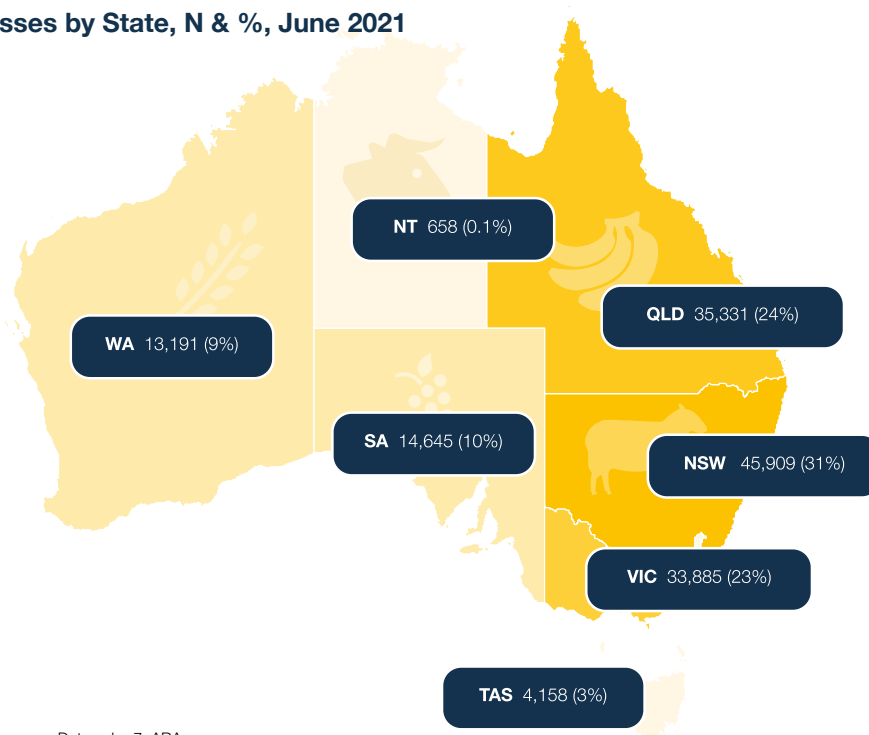 sses by State, N & %, June 2021
NT 658 (0.1%)
QLD 35,331 (24%)
WA 13,191 (9%)
SA 14,645 (10%)
NSW 45,909 (31%)
VIC 33,885 (23%)
TAS 4,158 (3%)